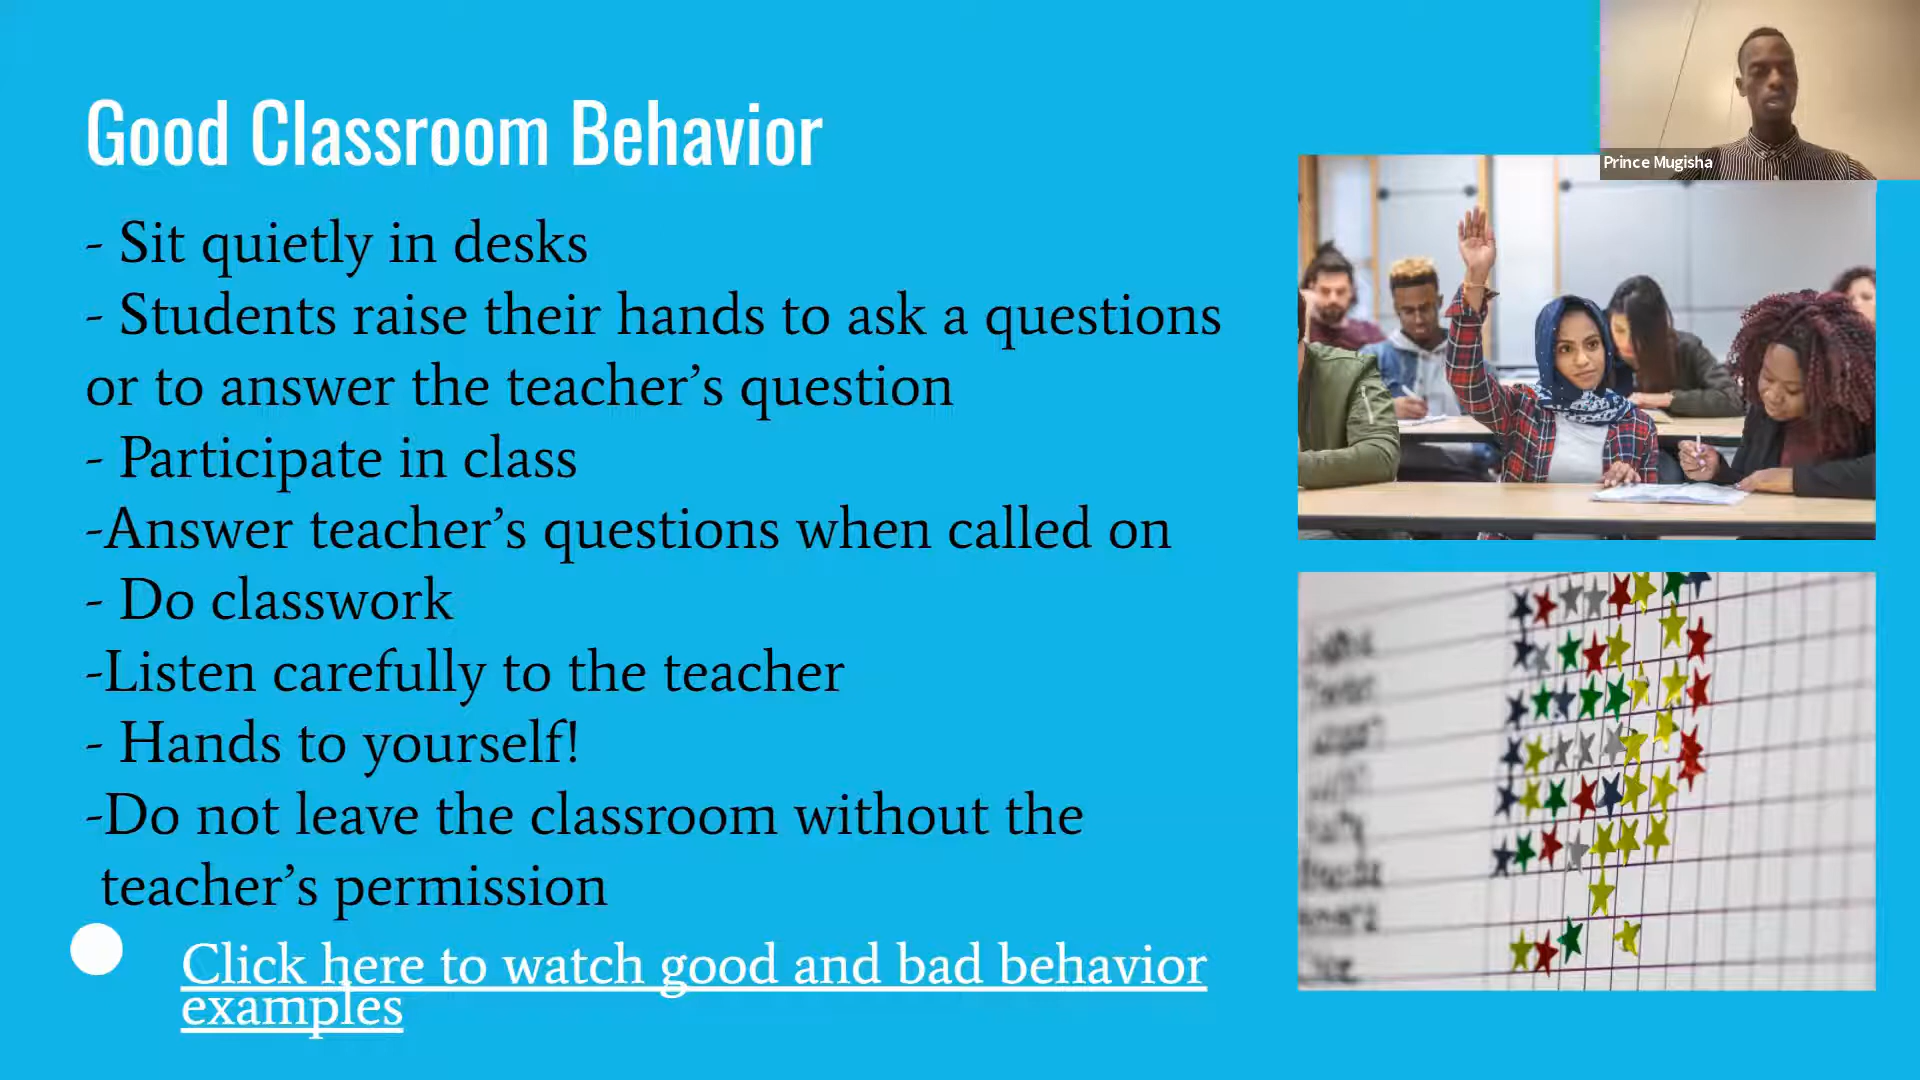 Good Classroom Behavior
- Sit quietly in desks
- Students raise their hands to ask a questions
or to answer the teacher’s question
- Participate in class
-Answer teacher’s questions when called on
- Do classwork
-Listen carefully to the teacher
- Hands to yourself!
-Do not leave the classroom without the
teacher’s permission
Click here to watch good and bad behavior
examples
Prince Mugisha